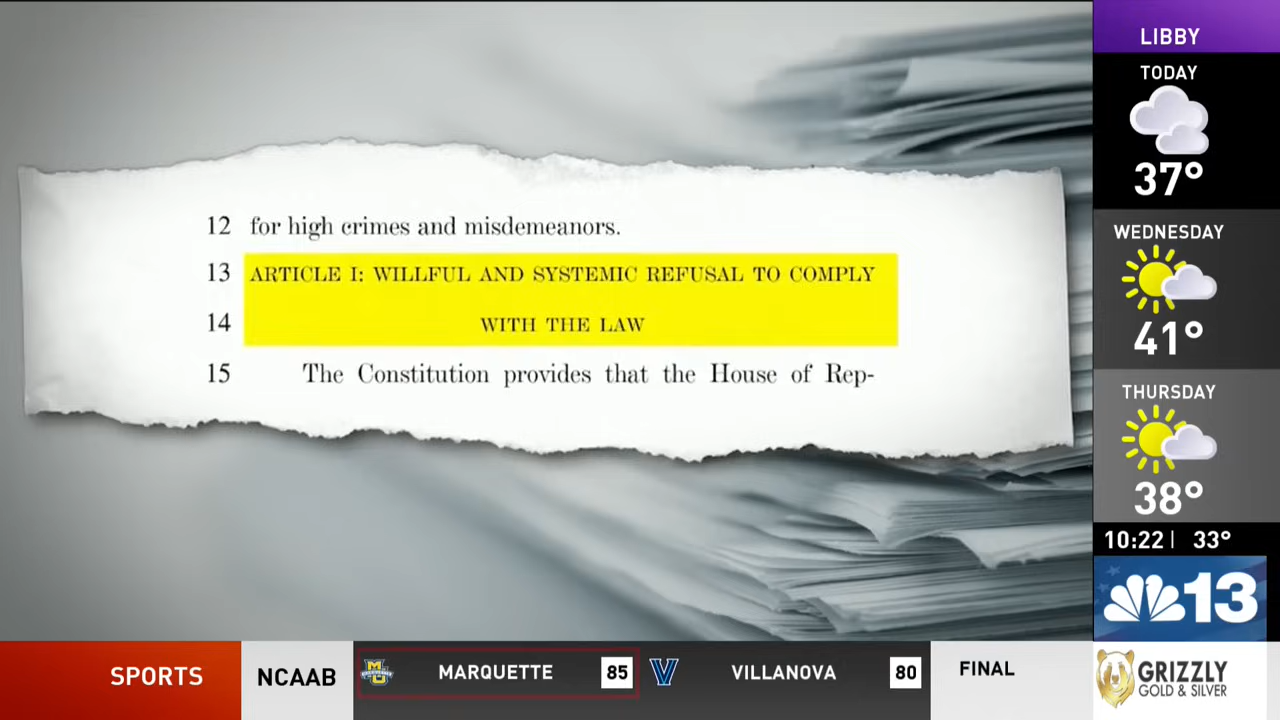 12 for high crimes and misdemeanors.
13 ARTICLE I: WILLFUL AND SYSTEMIC REFUSAL TO COMPLY
14 WITH THE LAW
15 The Constitution provides that the House of Rep-
LIBBY
TODAY
37°
WEDNESDAY
41°
THURSDAY
38°
10:22 | 33°
13
SPORTS NCAAB MARQUETTE 85 VILLANOVA 80 FINAL
GRIZZLY
GOLD & SILVER